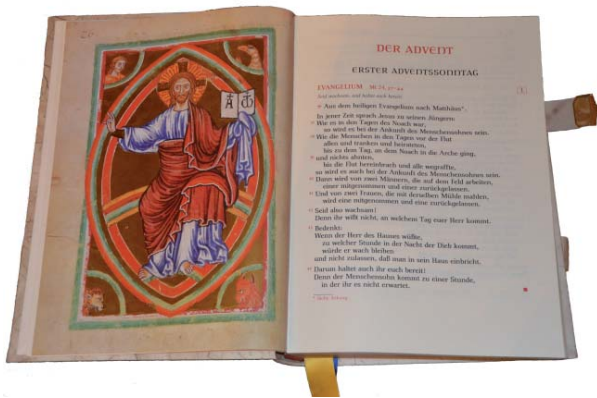 A ω
DER ADVENT
ERSTER ADVENTSSONNTAG
EVANGELIUM Mt 24, 37-44
Seid wachsam, und haltet euch bereit!
Aus dem heiligen Evangelium nach Matthäus*.
In jener Zeit sprach Jesus zu seinen Jüngern:
Wie es in den Tagen des Noach war,
so wird es bei der Ankunft des Menschensohnes sein.
Wie die Menschen in den Tagen vor der Flut
aßen und tranken und heirateten,
bis zu dem Tag, an dem Noach in die Arche ging,
und nichts ahnten,
bis die Flut hereinbrach und alle wegraffte,
so wird es auch bei der Ankunft des Menschensohnes sein.
Dann wird von zwei Männern, die auf dem Feld arbeiten,
einer mitgenommen und einer zurückgelassen.
Und von zwei Frauen, die mit derselben Mühle mahlen,
wird eine mitgenommen und eine zurückgelassen.
Seid also wachsam!
Denn ihr wißt nicht, an welchem Tag euer Herr kommt.
Bedenkt:
Wenn der Herr des Hauses wüßte,
zu welcher Stunde in der Nacht der Dieb kommt,
würde er wach bleiben
und nicht zulassen, daß man in sein Haus einbricht.
Darum haltet auch ihr euch bereit!
Denn der Menschensohn kommt zu einer Stunde,
in der ihr es nicht erwartet.